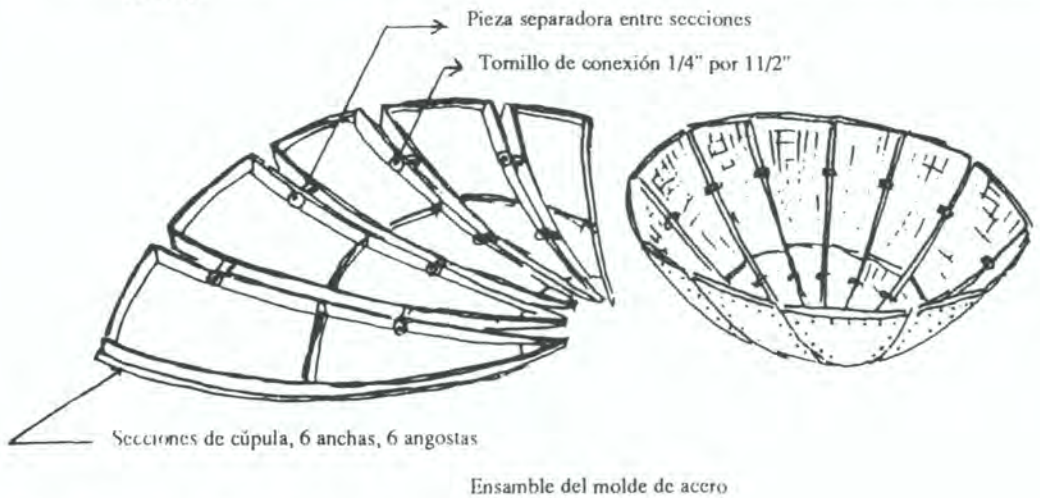 Pieza separadora entre secciones
Tornillo de conexión 1/4" por 11/2"
Secciones de cúpula, 6 anchas, 6 angostas
Ensamble del molde de acero